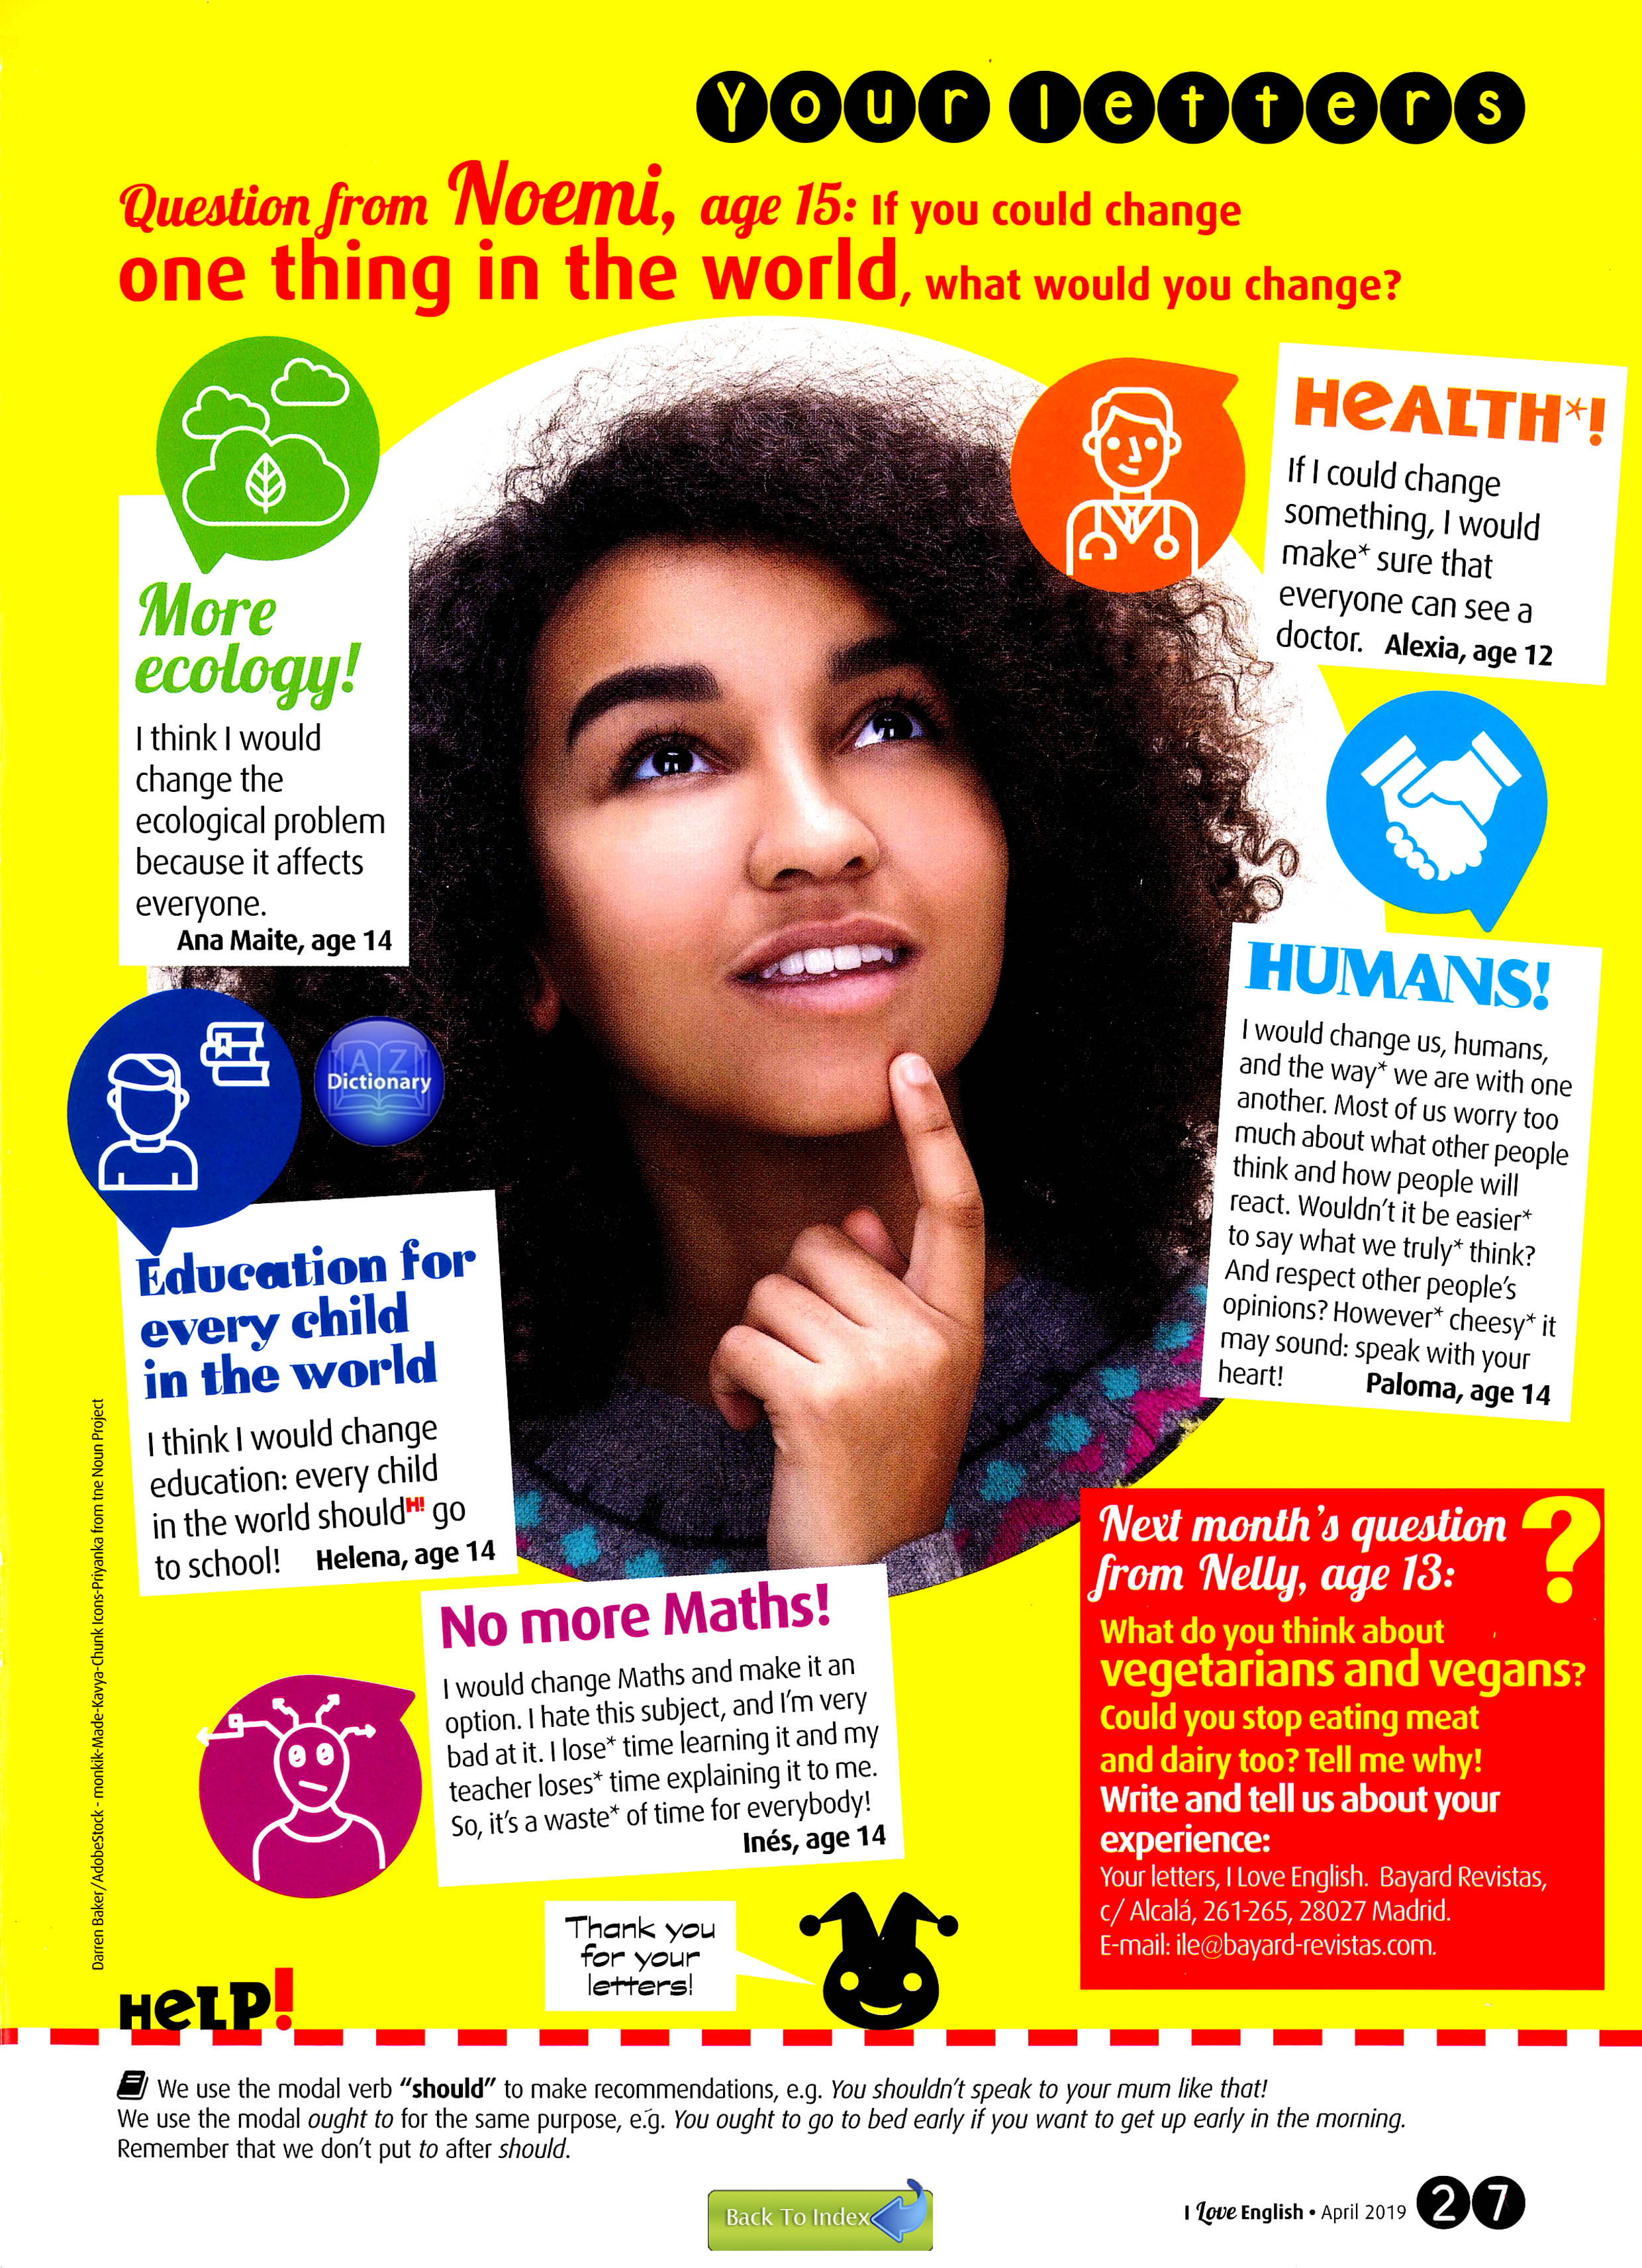 Your letters
Question from Noemi, age 15: If you could change
one thing in the world, what would you change?
More
ecology!
I think I would
change the
ecological problem
because it affects
everyone.
Ana Maite, age 14
HeALTH*!
If I could change
something, I would
make* sure that
everyone can see a
doctor. Alexia, age 12
HUMANS!
I would change us, humans,
and the way* we are with one
another. Most of us worry too
much about what other people
think and how people will
react. Wouldn't it be easier*
to say what we truly* think?
And respect other people's
opinions? However* cheesy* it
may sound: speak with your
heart! Paloma, age 14
A Z
Dictionary
Education for
every child
in the world
I think I would change
education: every child
in the world shouldH! go
to school! Helena, age 14
No more Maths!
I would change Maths and make it an
option. I hate this subject, and I'm very
bad at it. I lose* time learning it and my
teacher loses* time explaining it to me.
So, it's a waste* of time for everybody!
Inés, age 14
Next month's question
from Nelly, age 13:
?
What do you think about
vegetarians and vegans?
Could you stop eating meat
and dairy too? Tell me why!
Write and tell us about your
experience:
Your letters, I Love English. Bayard Revistas,
c/ Alcalá, 261-265, 28027 Madrid.
E-mail: ile@bayard-revistas.com.
Thank you
for your
letters!
Darren Baker/AdobeStock - monkik-Made-Kavya-Chunk Icons-Priyanka from the Noun Project
HeLP!
We use the modal verb "should" to make recommendations, e.g. You shouldn't speak to your mum like that!
We use the modal ought to for the same purpose, e.g. You ought to go to bed early if you want to get up early in the morning.
Remember that we don't put to after should.
Back To Index
I Love English • April 2019 27